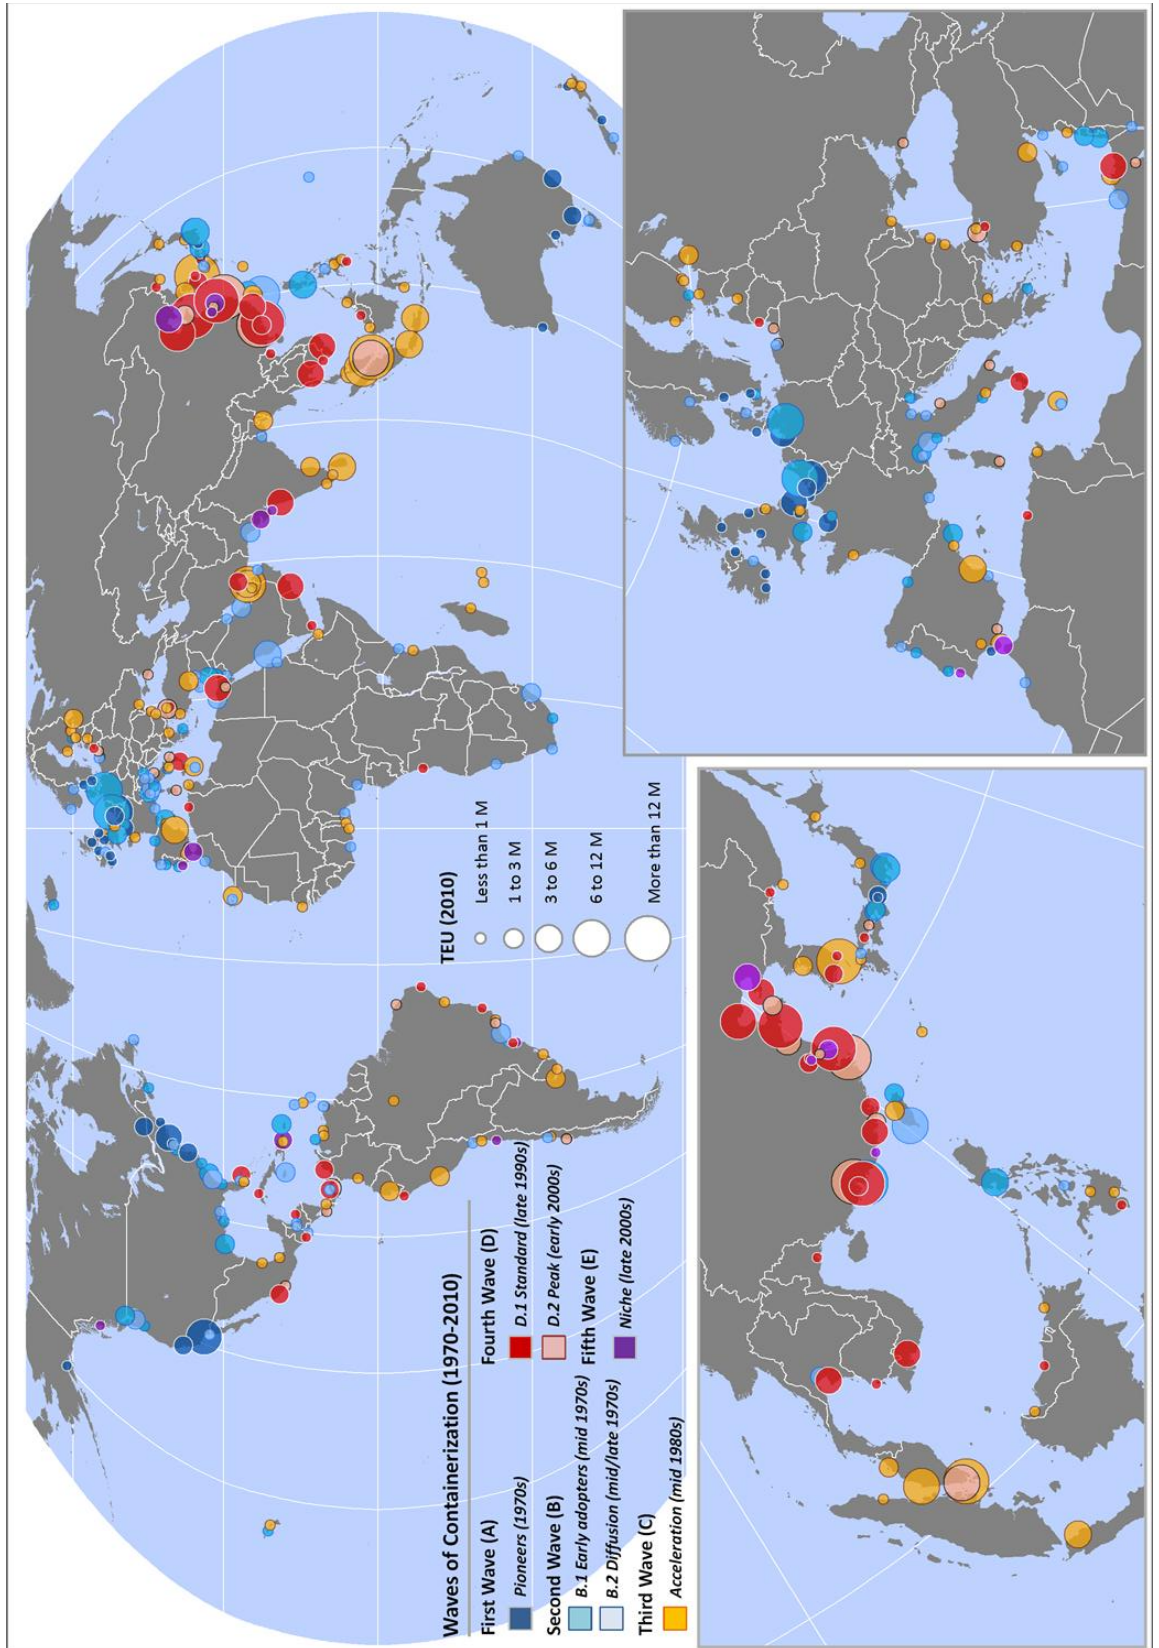 Waves of Containerization (1970-2010)
First Wave (A)
Pioneers (1970s)
Second Wave (B)
B.1 Early adopters (mid 1970s)
B.2 Diffusion (mid/late 1970s)
Third Wave (C)
Acceleration (mid 1980s)
Fourth Wave (D)
D.1 Standard (late 1990s)
D.2 Peak (early 2000s)
Fifth Wave (E)
Niche (late 2000s)
TEU (2010)
Less than 1 M
1 to 3 M
3 to 6 M
6 to 12 M
More than 12 M